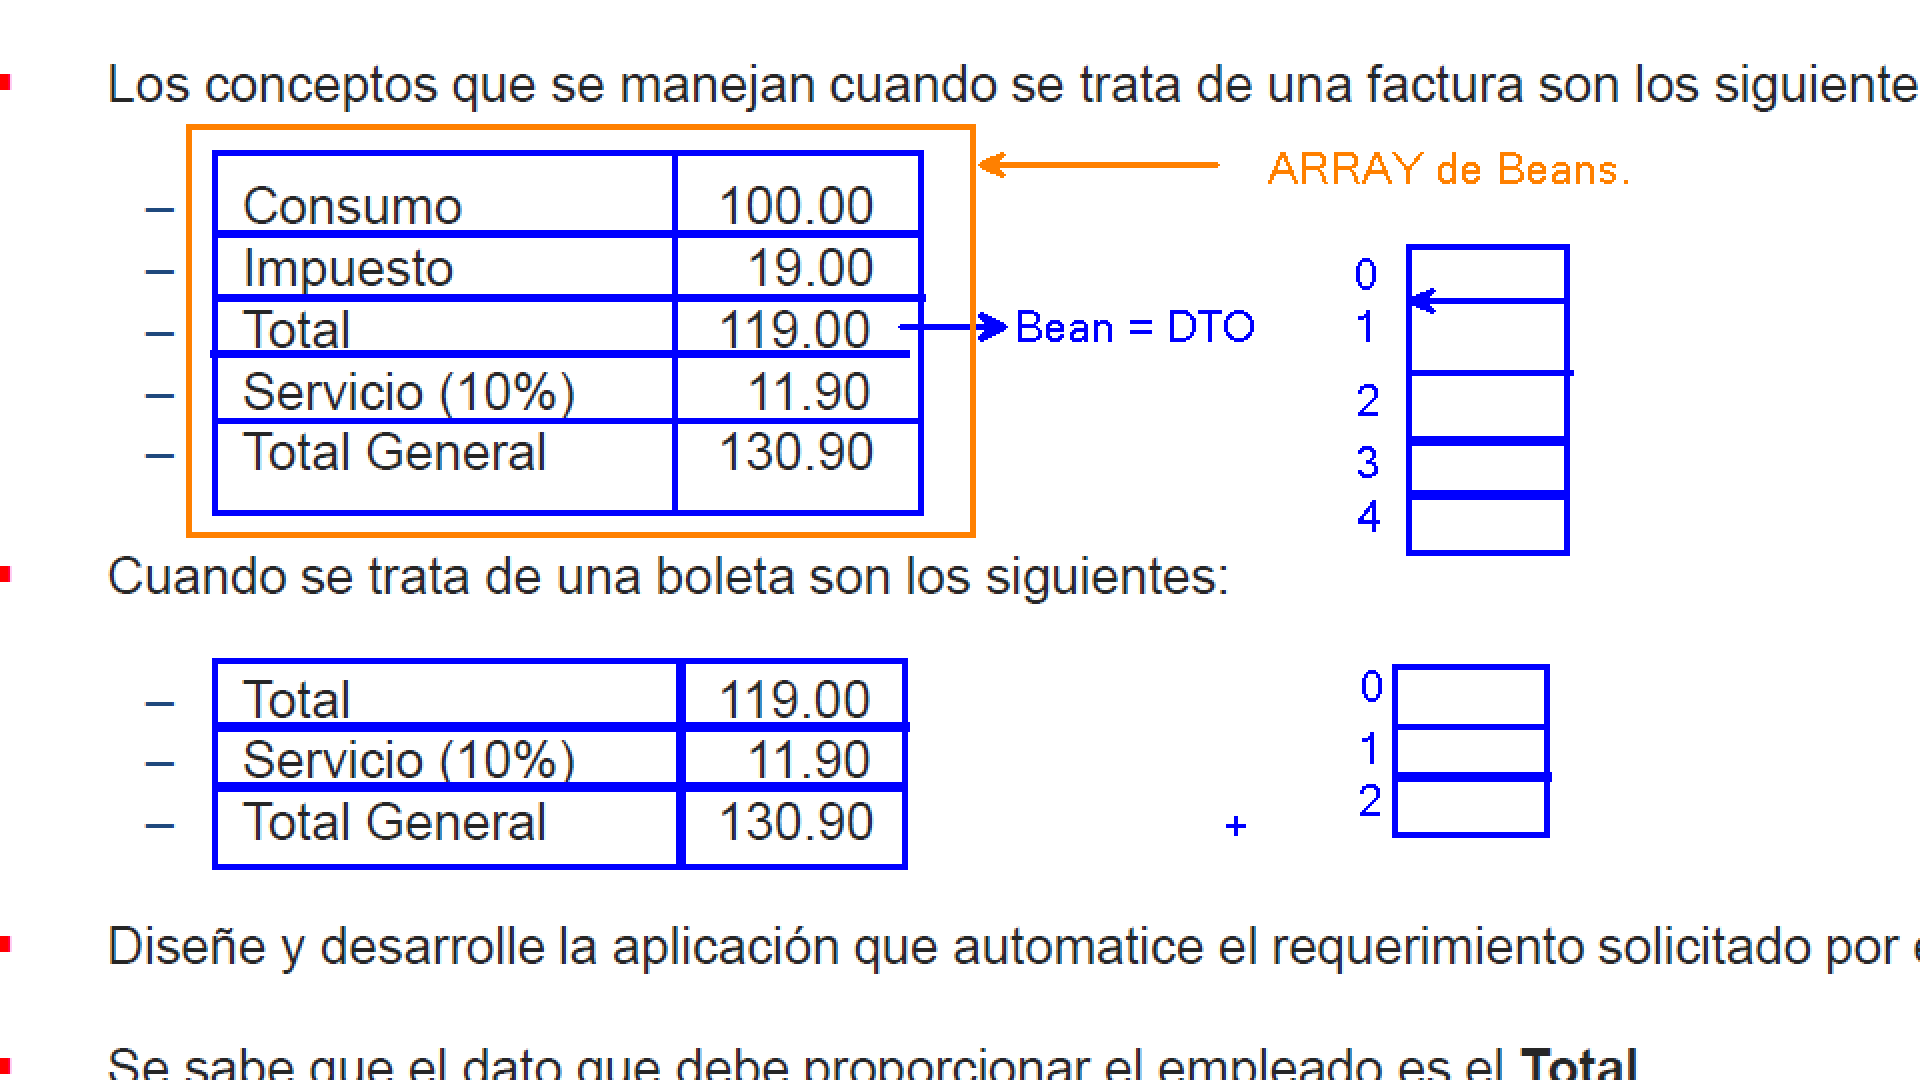 Los conceptos que se manejan cuando se trata de una factura son los siguiente
ARRAY de Beans.
– Consumo 100.00
– Impuesto 19.00
– Total 119.00
Bean = DTO
– Servicio (10%) 11.90
– Total General 130.90
0
1
2
3
4
Cuando se trata de una boleta son los siguientes:
– Total 119.00
– Servicio (10%) 11.90
– Total General 130.90
+
0
1
2
Diseñe y desarrolle la aplicación que automatice el requerimiento solicitado por
Se sabe que el dato que debe proporcionar el empleado es el Total